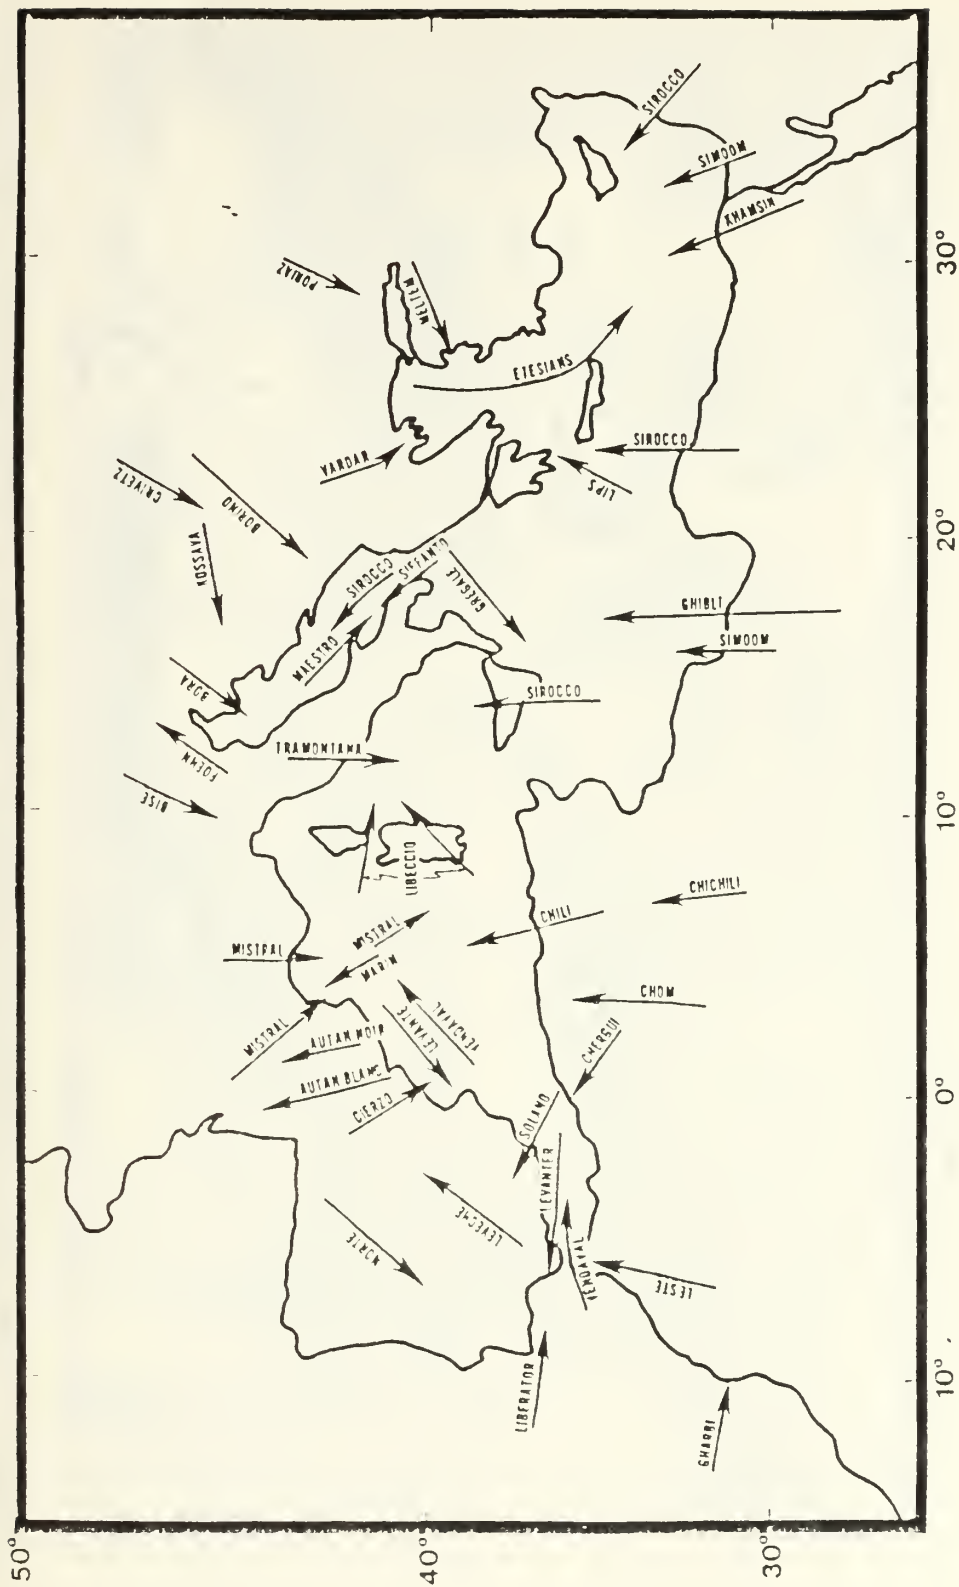 50°
40°
30°
10°
0°
10°
20°
30°
PORIAZ
MELTEM
SIROCCO
SIMOOM
KHAMSIN
ETESIANS
VARDAR
LIPS
SIROCCO
CRIVETZ
BORINO
KOSSAVA
SIROCCO
SIFFANTO
MAESTRO
GREGALE
GHIBLI
SIMOOM
BORA
FOEHN
BISE
TRAMONTANA
SIROCCO
LIBECCIO
MISTRAL
MISTRAL
MARIN
MISTRAL
AUTAN NOIR
AUTAN BLANC
CIERZO
LEVANTE
VENDAVAL
CHILI
CHICHILI
CHOM
CHERGUI
SOLANO
LEVANTER
NORTE
LEVECHE
VENDAVAL
LESTE
LIBERATOR
GHARBI